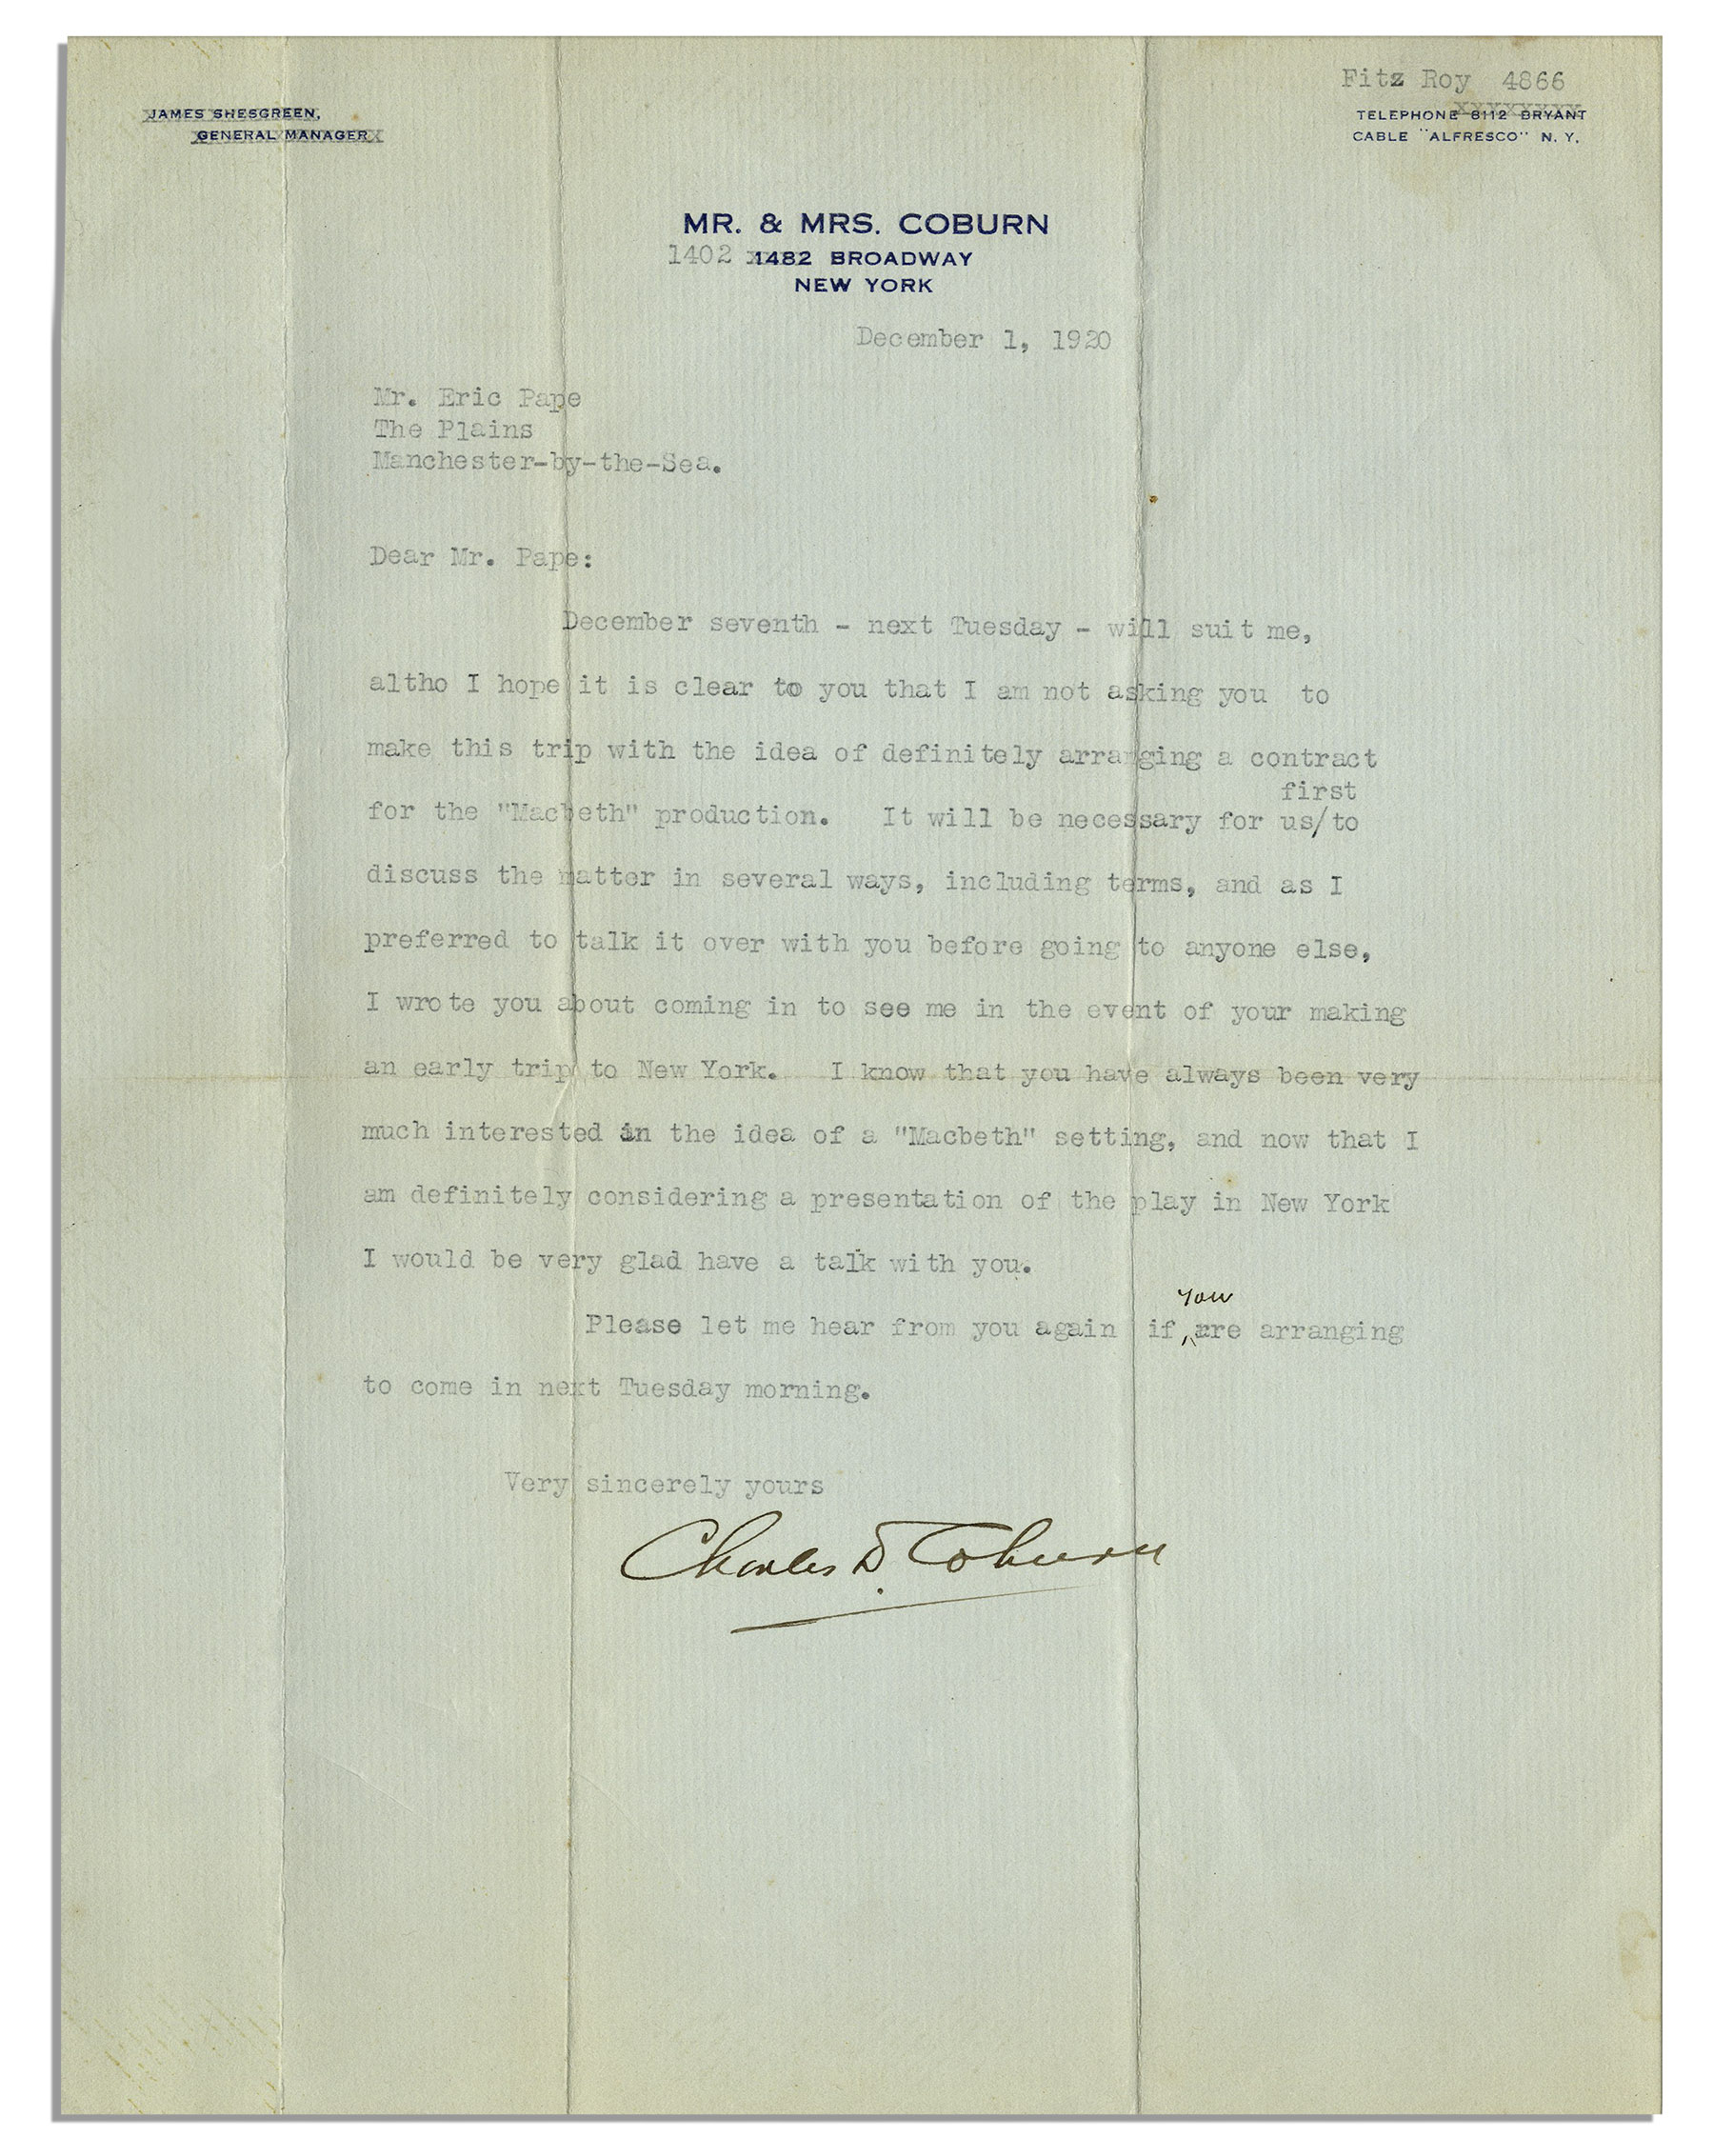 Fitz Roy 4866
JAMES SHESGREEN,
GENERAL MANAGER
TELEPHONE 8112 BRYANT
CABLE "ALFRESCO" N. Y.
MR. & MRS. COBURN
1402 1482 BROADWAY
NEW YORK
December 1, 1920
Mr. Eric Pape
The Plains
Manchester-by-the-Sea.
Dear Mr. Pape:
December seventh - next Tuesday - will suit me,
altho I hope it is clear to you that I am not asking you to
make this trip with the idea of definitely arranging a contract
first
for the "Macbeth" production. It will be necessary for us/to
discuss the matter in several ways, including terms, and as I
preferred to talk it over with you before going to anyone else,
I wrote you about coming in to see me in the event of your making
an early trip to New York. I know that you have always been very
much interested in the idea of a "Macbeth" setting, and now that I
am definitely considering a presentation of the play in New York
I would be very glad have a talk with you.
you
Please let me hear from you again if are arranging
to come in next Tuesday morning.
Very sincerely yours
Charles D. Coburn